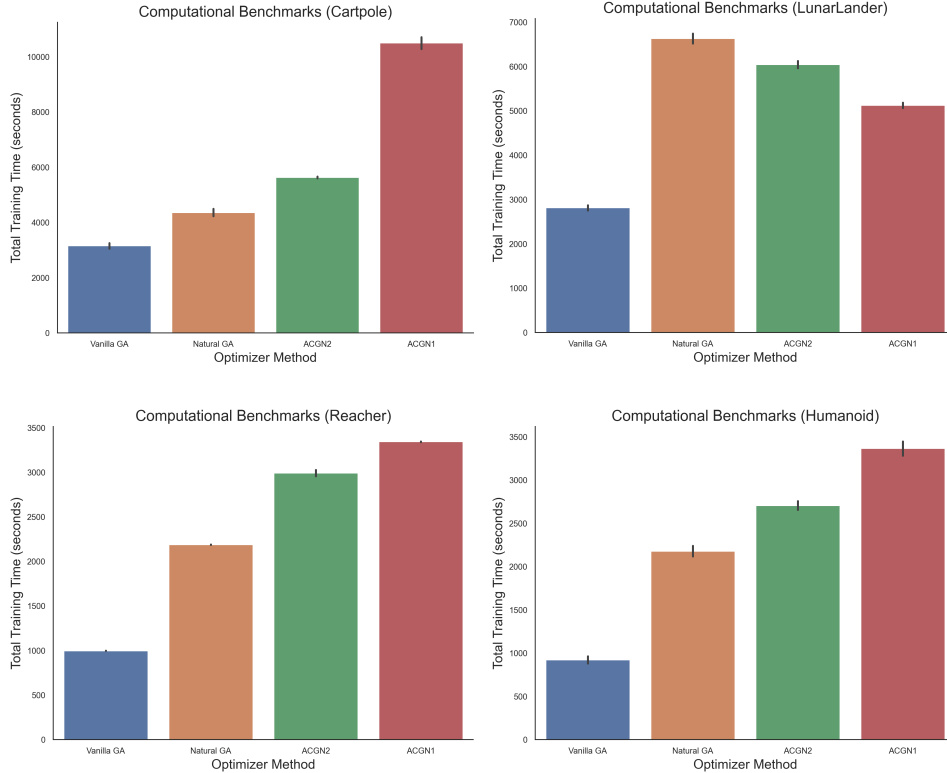 Computational Benchmarks (Cartpole)
Total Training Time (seconds)
10000
8000
6000
4000
2000
0
Vanilla GA
Natural GA
ACGN2
ACGN1
Optimizer Method
Computational Benchmarks (LunarLander)
Total Training Time (seconds)
7000
6000
5000
4000
3000
2000
1000
0
Vanilla GA
Natural GA
ACGN2
ACGN1
Optimizer Method
Computational Benchmarks (Reacher)
Total Training Time (seconds)
3500
3000
2500
2000
1500
1000
500
0
Vanilla GA
Natural GA
ACGN2
ACGN1
Optimizer Method
Computational Benchmarks (Humanoid)
Total Training Time (seconds)
3500
3000
2500
2000
1500
1000
500
0
Vanilla GA
Natural GA
ACGN2
ACGN1
Optimizer Method